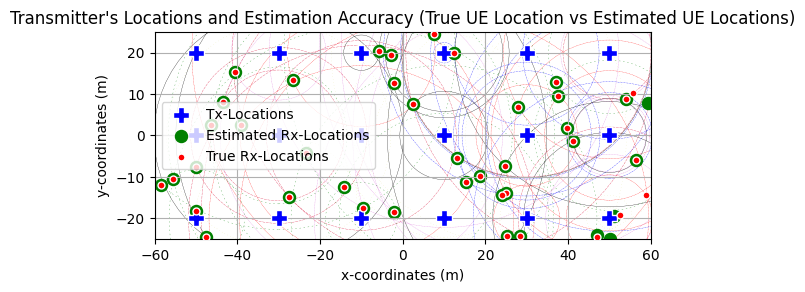 Transmitter's Locations and Estimation Accuracy (True UE Location vs Estimated UE Locations)
20
10
0
−10
−20
y-coordinates (m)
Tx-Locations
Estimated Rx-Locations
True Rx-Locations
−60 −40 −20 0 20 40 60
x-coordinates (m)